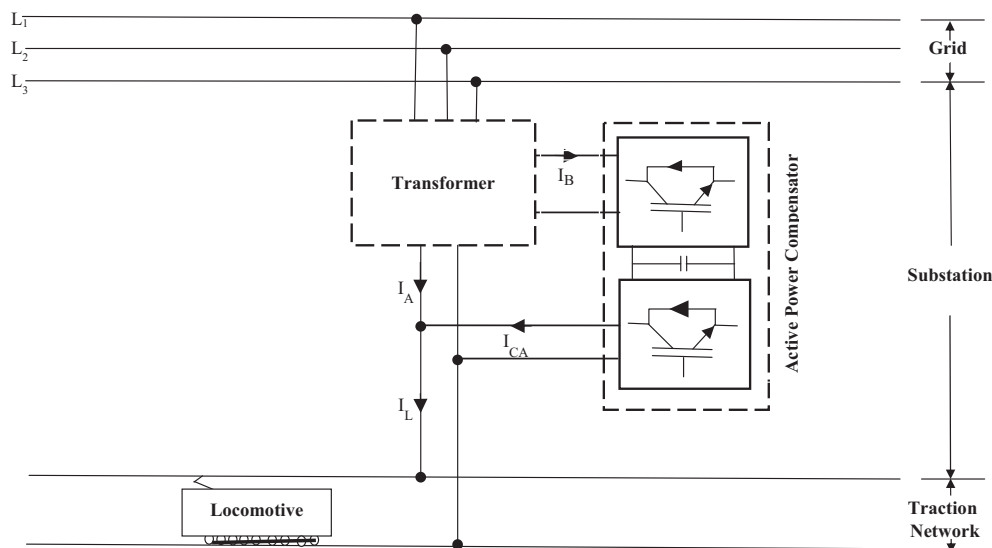 L1
L2
L3
Grid
Transformer
IB
Active Power Compensator
Substation
IA
ICA
IL
Locomotive
Traction
Network